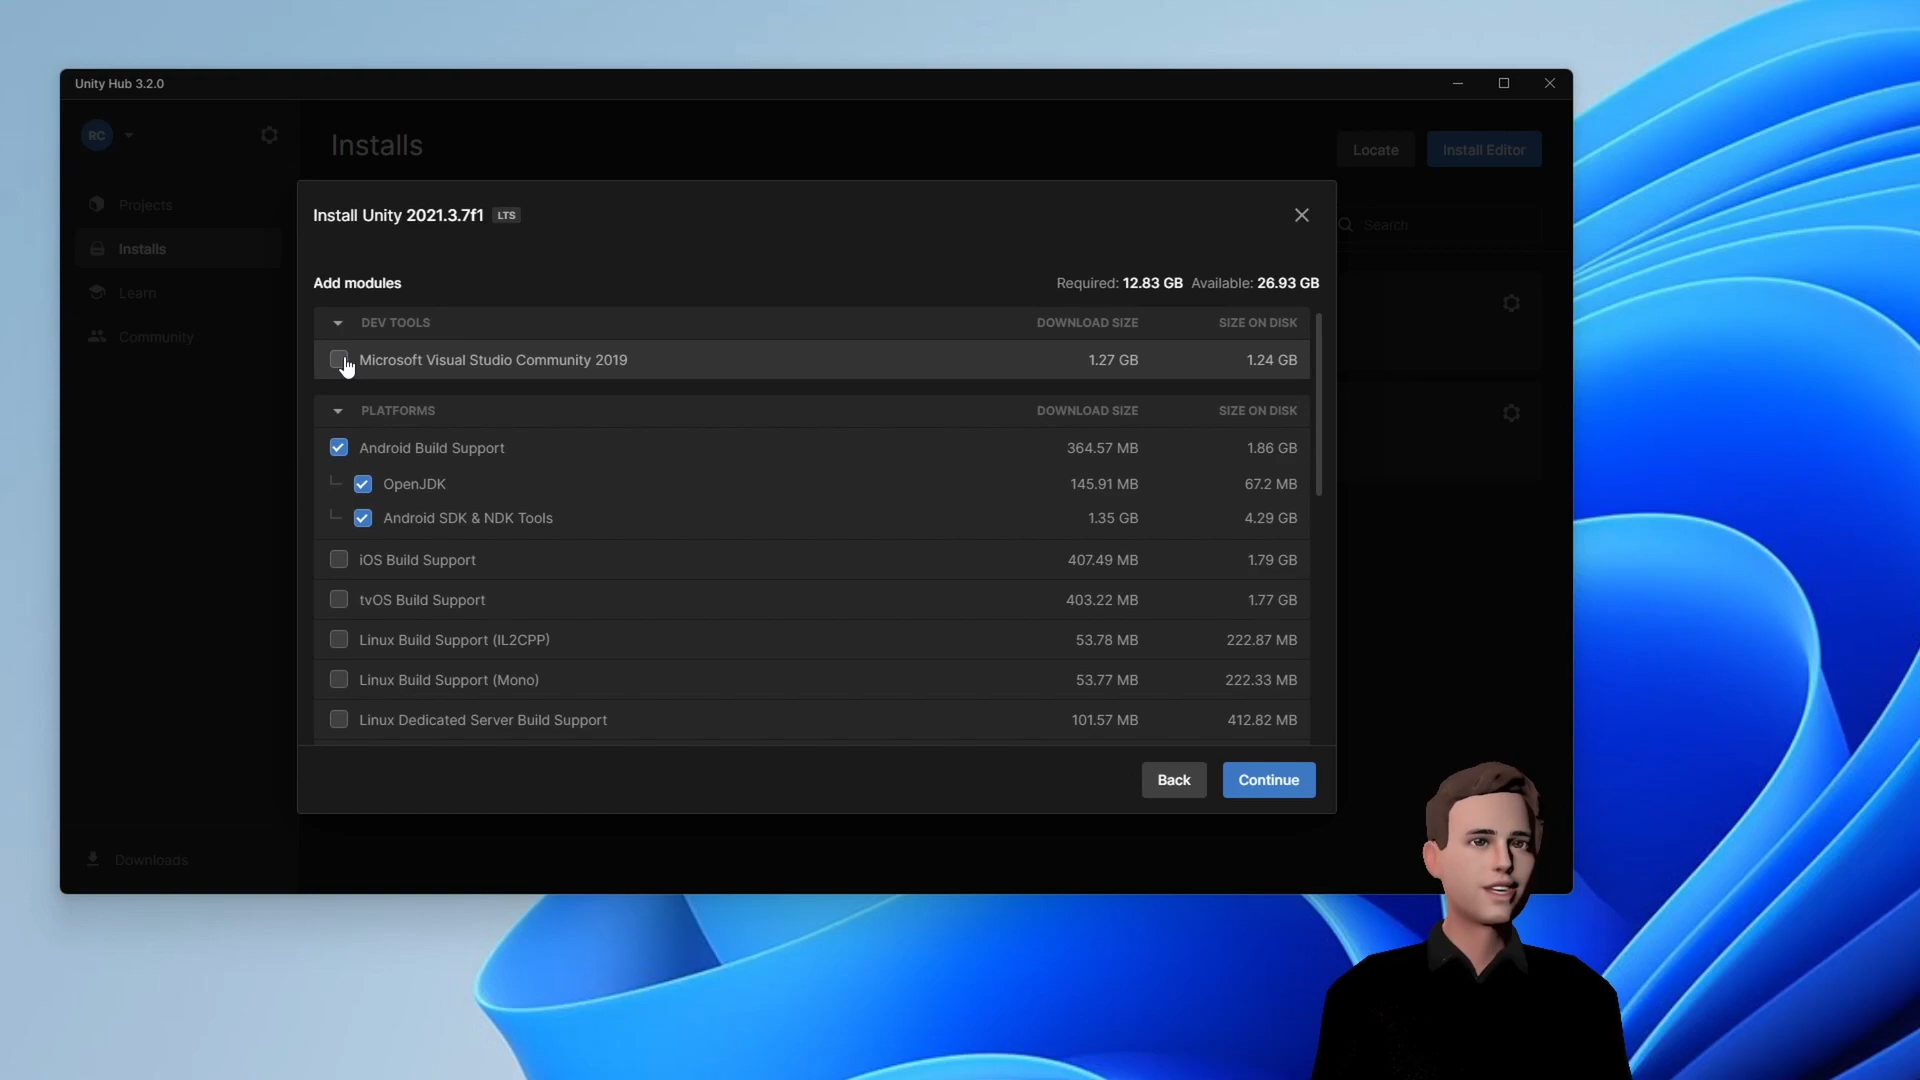 Unity Hub 3.2.0
RC
Installs
Locate
Install Editor
Projects
Installs
Learn
Community
Downloads
Search
Install Unity 2021.3.7f1 LTS
Add modules
Required: 12.83 GB Available: 26.93 GB
DEV TOOLS DOWNLOAD SIZE SIZE ON DISK
Microsoft Visual Studio Community 2019 1.27 GB 1.24 GB
PLATFORMS DOWNLOAD SIZE SIZE ON DISK
Android Build Support 364.57 MB 1.86 GB
OpenJDK 145.91 MB 67.2 MB
Android SDK & NDK Tools 1.35 GB 4.29 GB
iOS Build Support 407.49 MB 1.79 GB
tvOS Build Support 403.22 MB 1.77 GB
Linux Build Support (IL2CPP) 53.78 MB 222.87 MB
Linux Build Support (Mono) 53.77 MB 222.33 MB
Linux Dedicated Server Build Support 101.57 MB 412.82 MB
Back
Continue